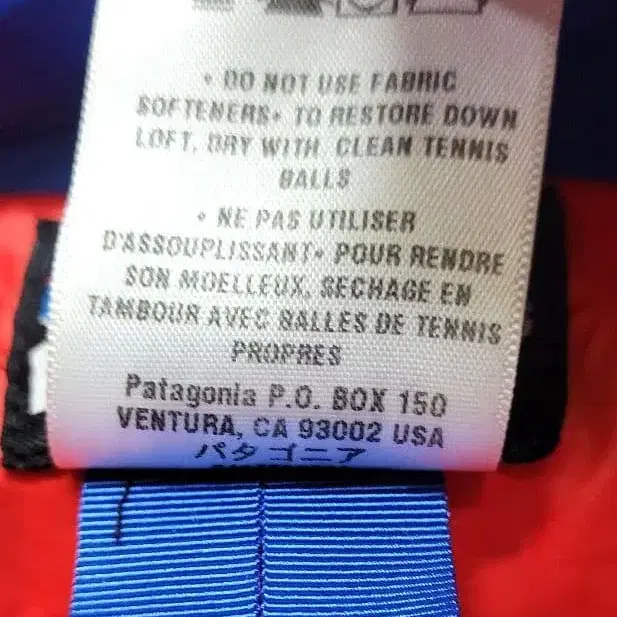 • DO NOT USE FABRIC
SOFTENERS• TO RESTORE DOWN
LOFT, DRY WITH CLEAN TENNIS
BALLS
• NE PAS UTILISER
D'ASSOUPLISSANT• POUR RENDRE
SON MOELLEUX, SECHAGE EN
TAMBOUR AVEC BALLES DE TENNIS
PROPRES
Patagonia P.O. BOX 150
VENTURA, CA 93002 USA
パタゴニア